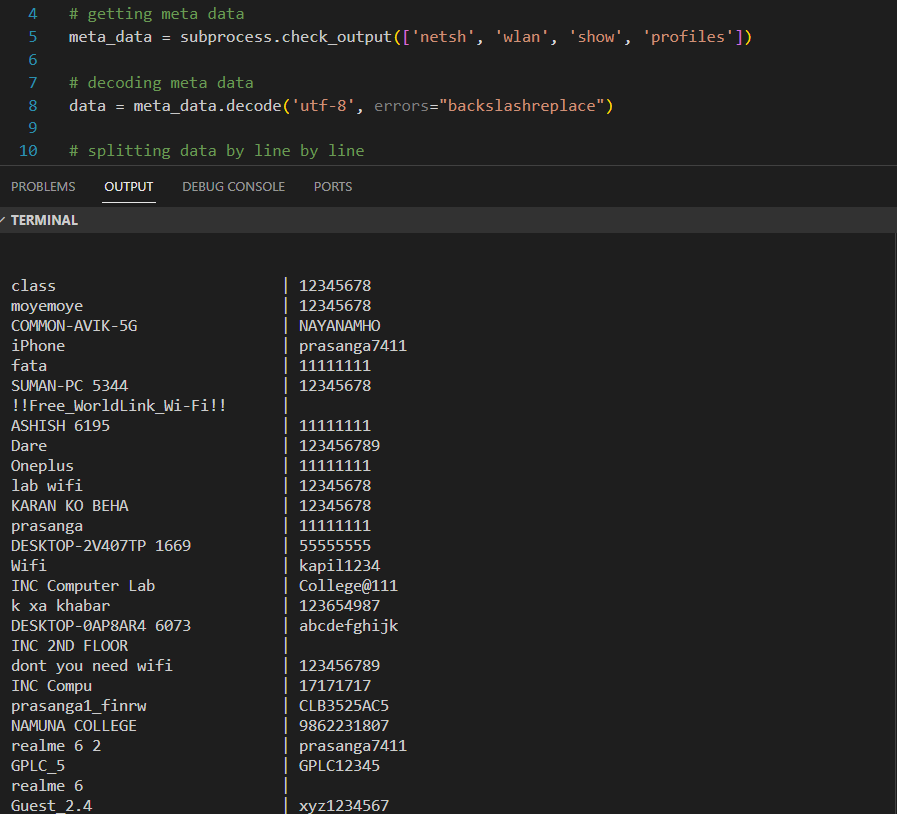 4 # getting meta data
5 meta_data = subprocess.check_output(['netsh', 'wlan', 'show', 'profiles'])
6
7 # decoding meta data
8 data = meta_data.decode('utf-8', errors="backslashreplace")
9
10 # splitting data by line by line
PROBLEMS OUTPUT DEBUG CONSOLE PORTS
TERMINAL
class | 12345678
moyemoye | 12345678
COMMON-AVIK-5G | NAYANAMHO
iPhone | prasanga7411
fata | 11111111
SUMAN-PC 5344 | 12345678
!!Free_WorldLink_Wi-Fi!! |
ASHISH 6195 | 11111111
Dare | 123456789
Oneplus | 11111111
lab wifi | 12345678
KARAN KO BEHA | 12345678
prasanga | 11111111
DESKTOP-2V407TP 1669 | 55555555
Wifi | kapil1234
INC Computer Lab | College@111
k xa khabar | 123654987
DESKTOP-0AP8AR4 6073 | abcdefghijk
INC 2ND FLOOR |
dont you need wifi | 123456789
INC Compu | 17171717
prasanga1_finrw | CLB3525AC5
NAMUNA COLLEGE | 9862231807
realme 6 2 | prasanga7411
GPLC_5 | GPLC12345
realme 6 |
Guest_2.4 | xyz1234567